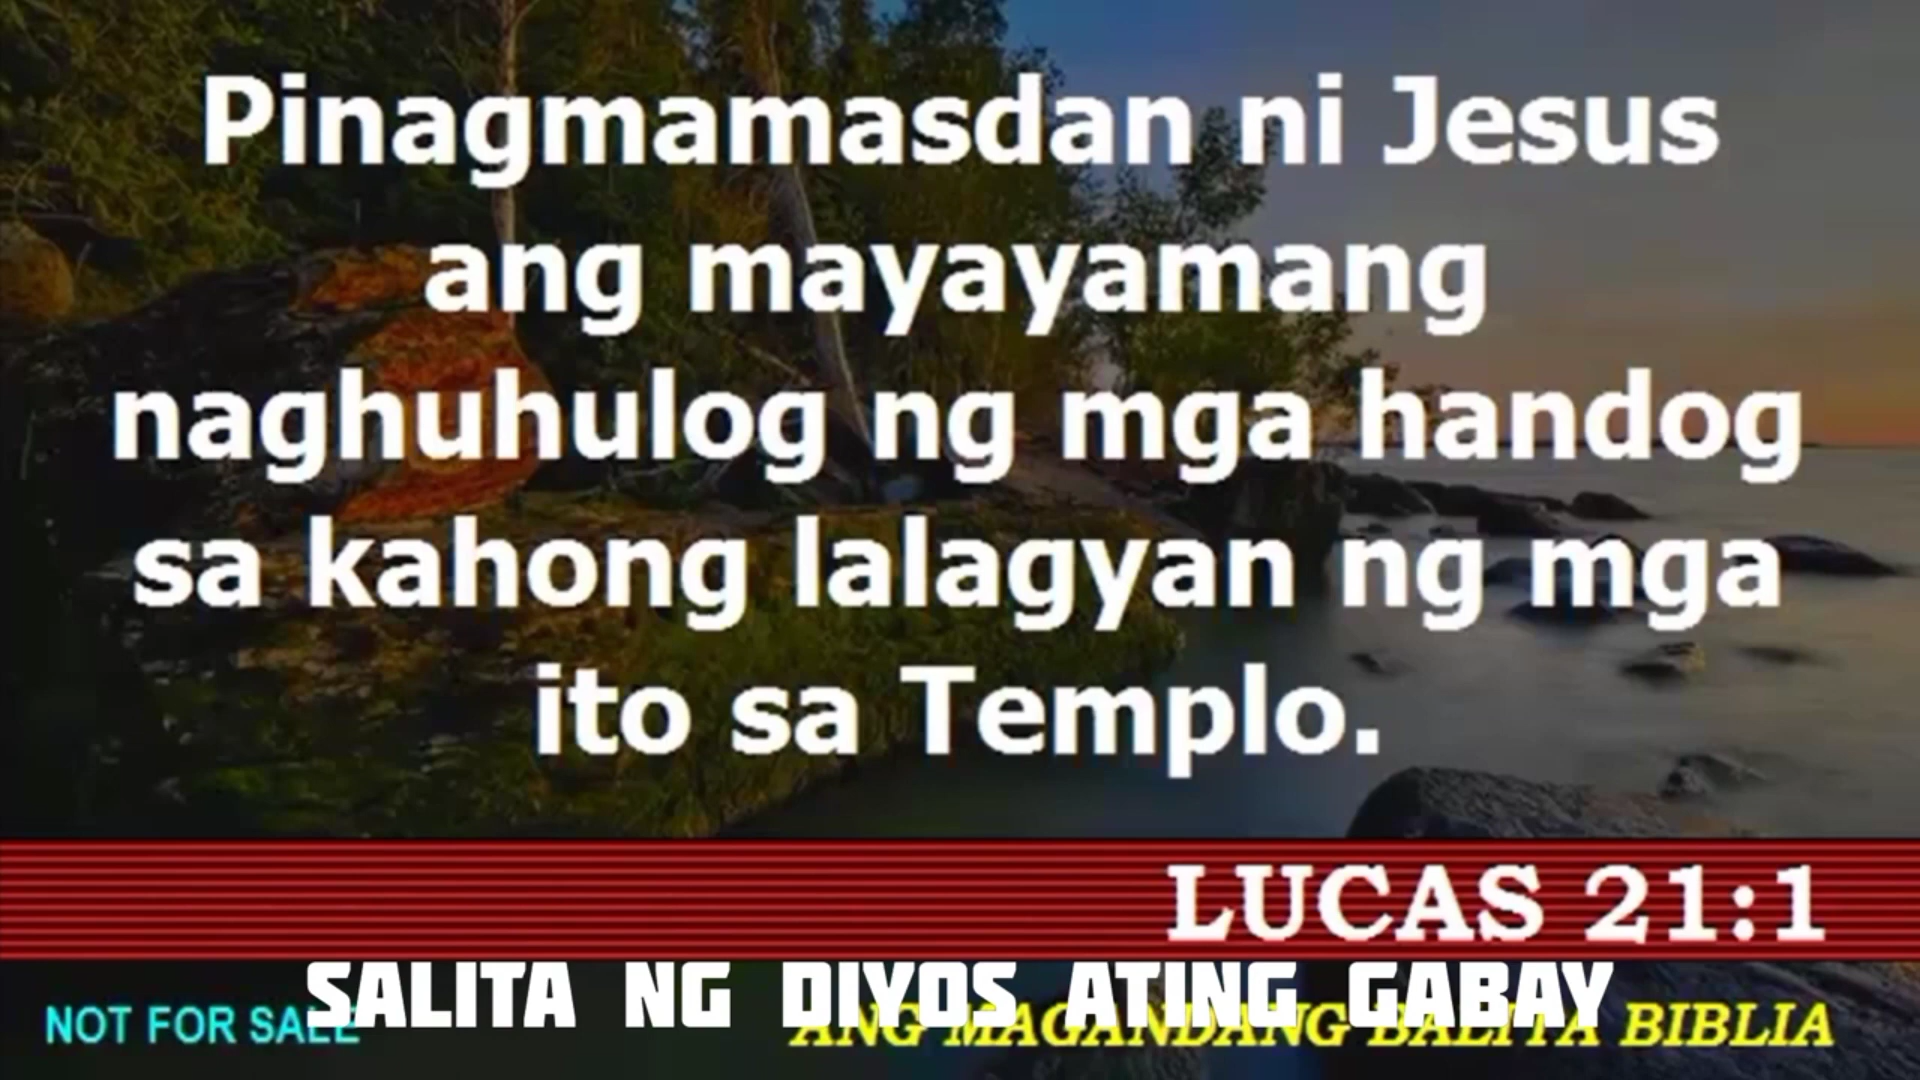 Pinagmamasdan ni Jesus
ang mayayamang
naghuhulog ng mga handog
sa kahong lalagyan ng mga
ito sa Templo.
LUCAS 21:1
SALITA NG DIYOS ATING GABAY
NOT FOR SALE
ANG MAGANDANG BALITA BIBLIA